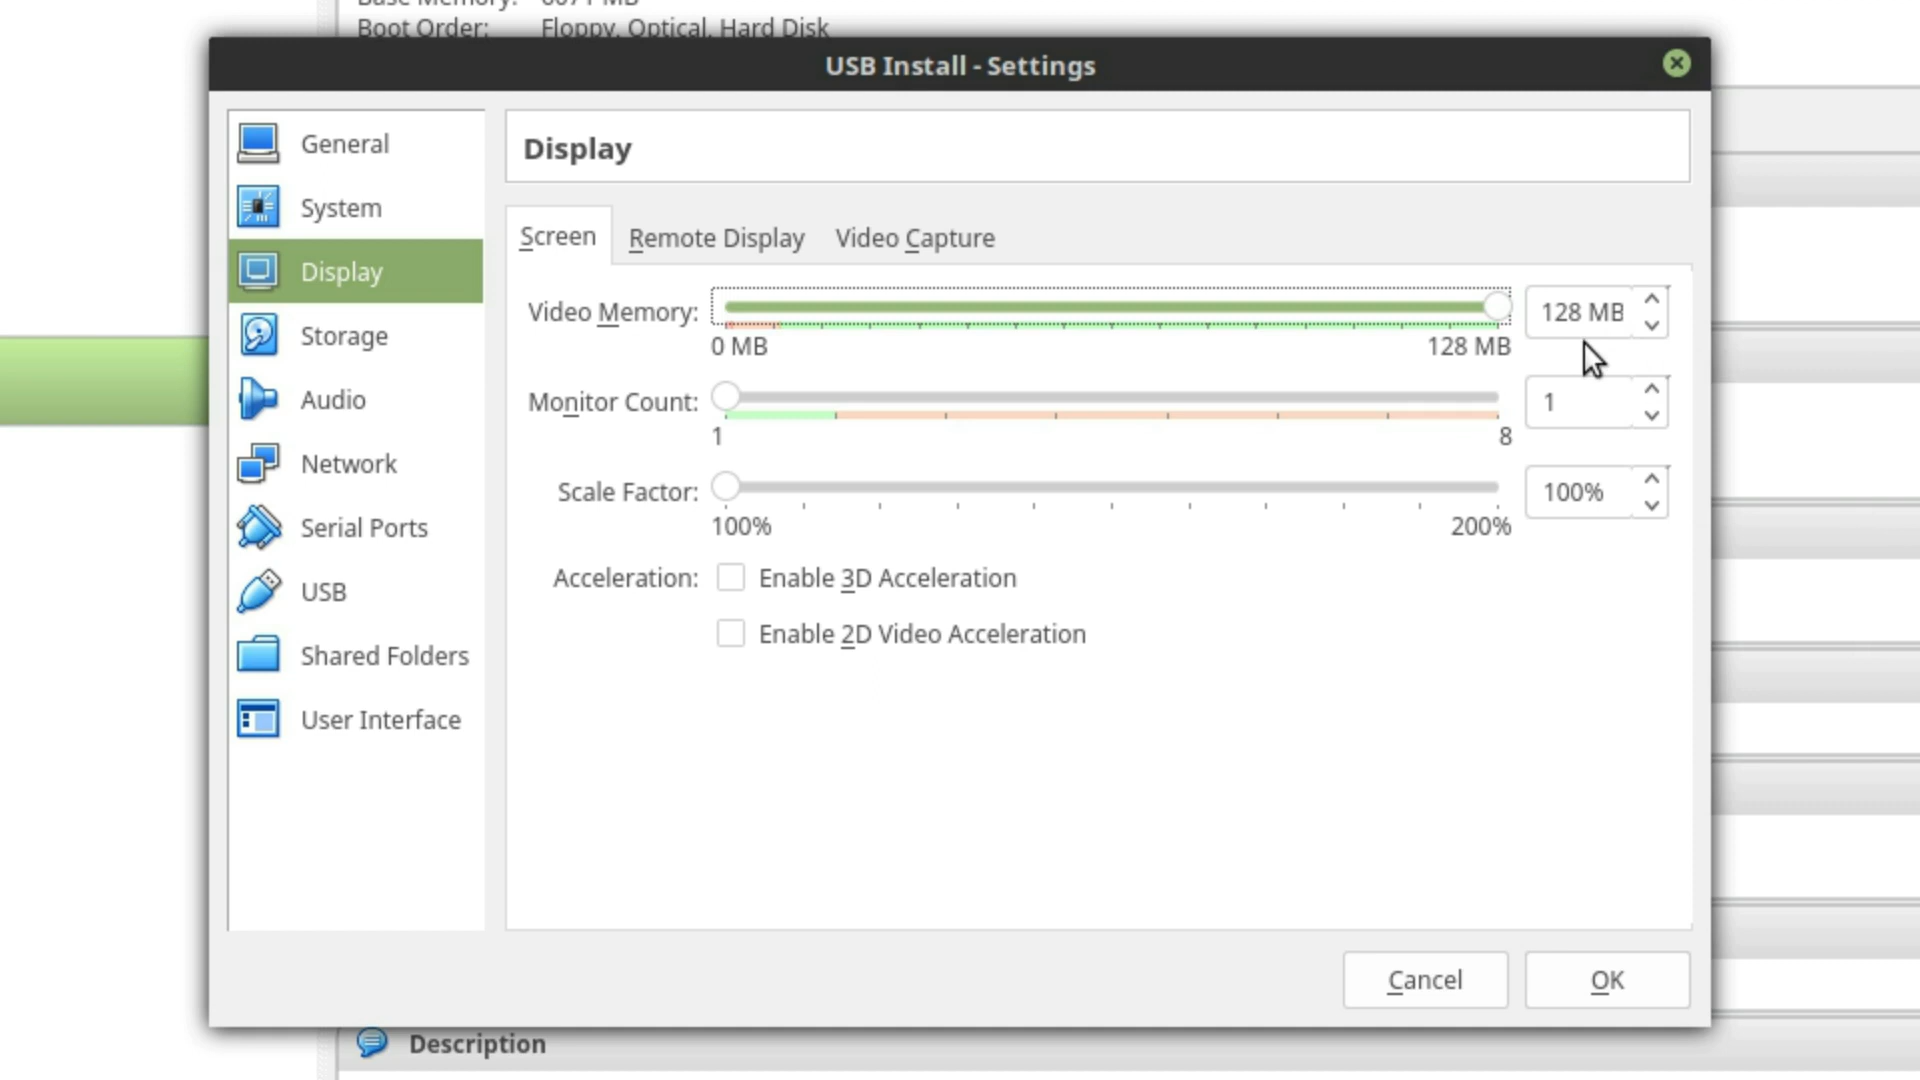 Base Memory:
Boot Order: Floppy, Optical, Hard Disk
USB Install - Settings
General
System
Display
Storage
Audio
Network
Serial Ports
USB
Shared Folders
User Interface
Display
Screen Remote Display Video Capture
Video Memory: 128 MB
0 MB 128 MB
Monitor Count: 1
1 8
Scale Factor: 100%
100% 200%
Acceleration: Enable 3D Acceleration
Enable 2D Video Acceleration
Cancel OK
Description